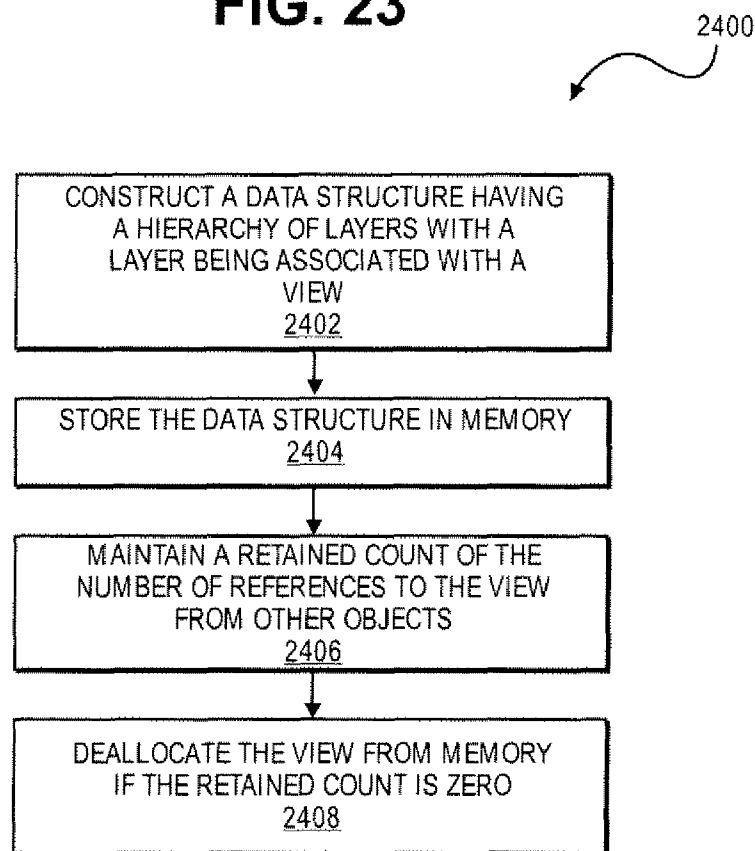 FIG. 23
2400
CONSTRUCT A DATA STRUCTURE HAVING
A HIERARCHY OF LAYERS WITH A
LAYER BEING ASSOCIATED WITH A
VIEW
2402
STORE THE DATA STRUCTURE IN MEMORY
2404
MAINTAIN A RETAINED COUNT OF THE
NUMBER OF REFERENCES TO THE VIEW
FROM OTHER OBJECTS
2406
DEALLOCATE THE VIEW FROM MEMORY
IF THE RETAINED COUNT IS ZERO
2408